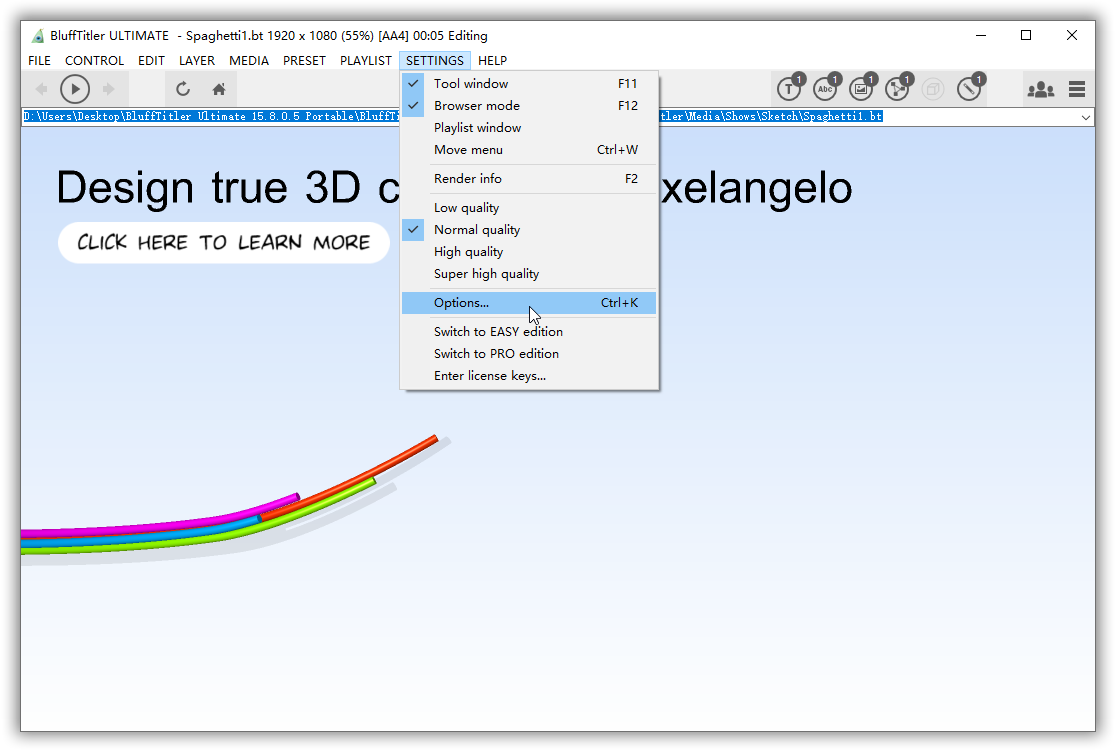 BluffTitler ULTIMATE - Spaghetti1.bt 1920 x 1080 (55%) [AA4] 00:05 Editing
FILE CONTROL EDIT LAYER MEDIA PRESET PLAYLIST SETTINGS HELP
1 1 1 1 1
T Abc
D:\Users\Desktop\BluffTitler Ultimate 15.8.0.5 Portable\BluffTi tler\Media\Shows\Sketch\Spaghetti1.bt
Tool window F11
Browser mode F12
Playlist window
Move menu Ctrl+W
Render info F2
Low quality
Normal quality
High quality
Super high quality
Options... Ctrl+K
Switch to EASY edition
Switch to PRO edition
Enter license keys...
Design true 3D c xelangelo
CLICK HERE TO LEARN MORE